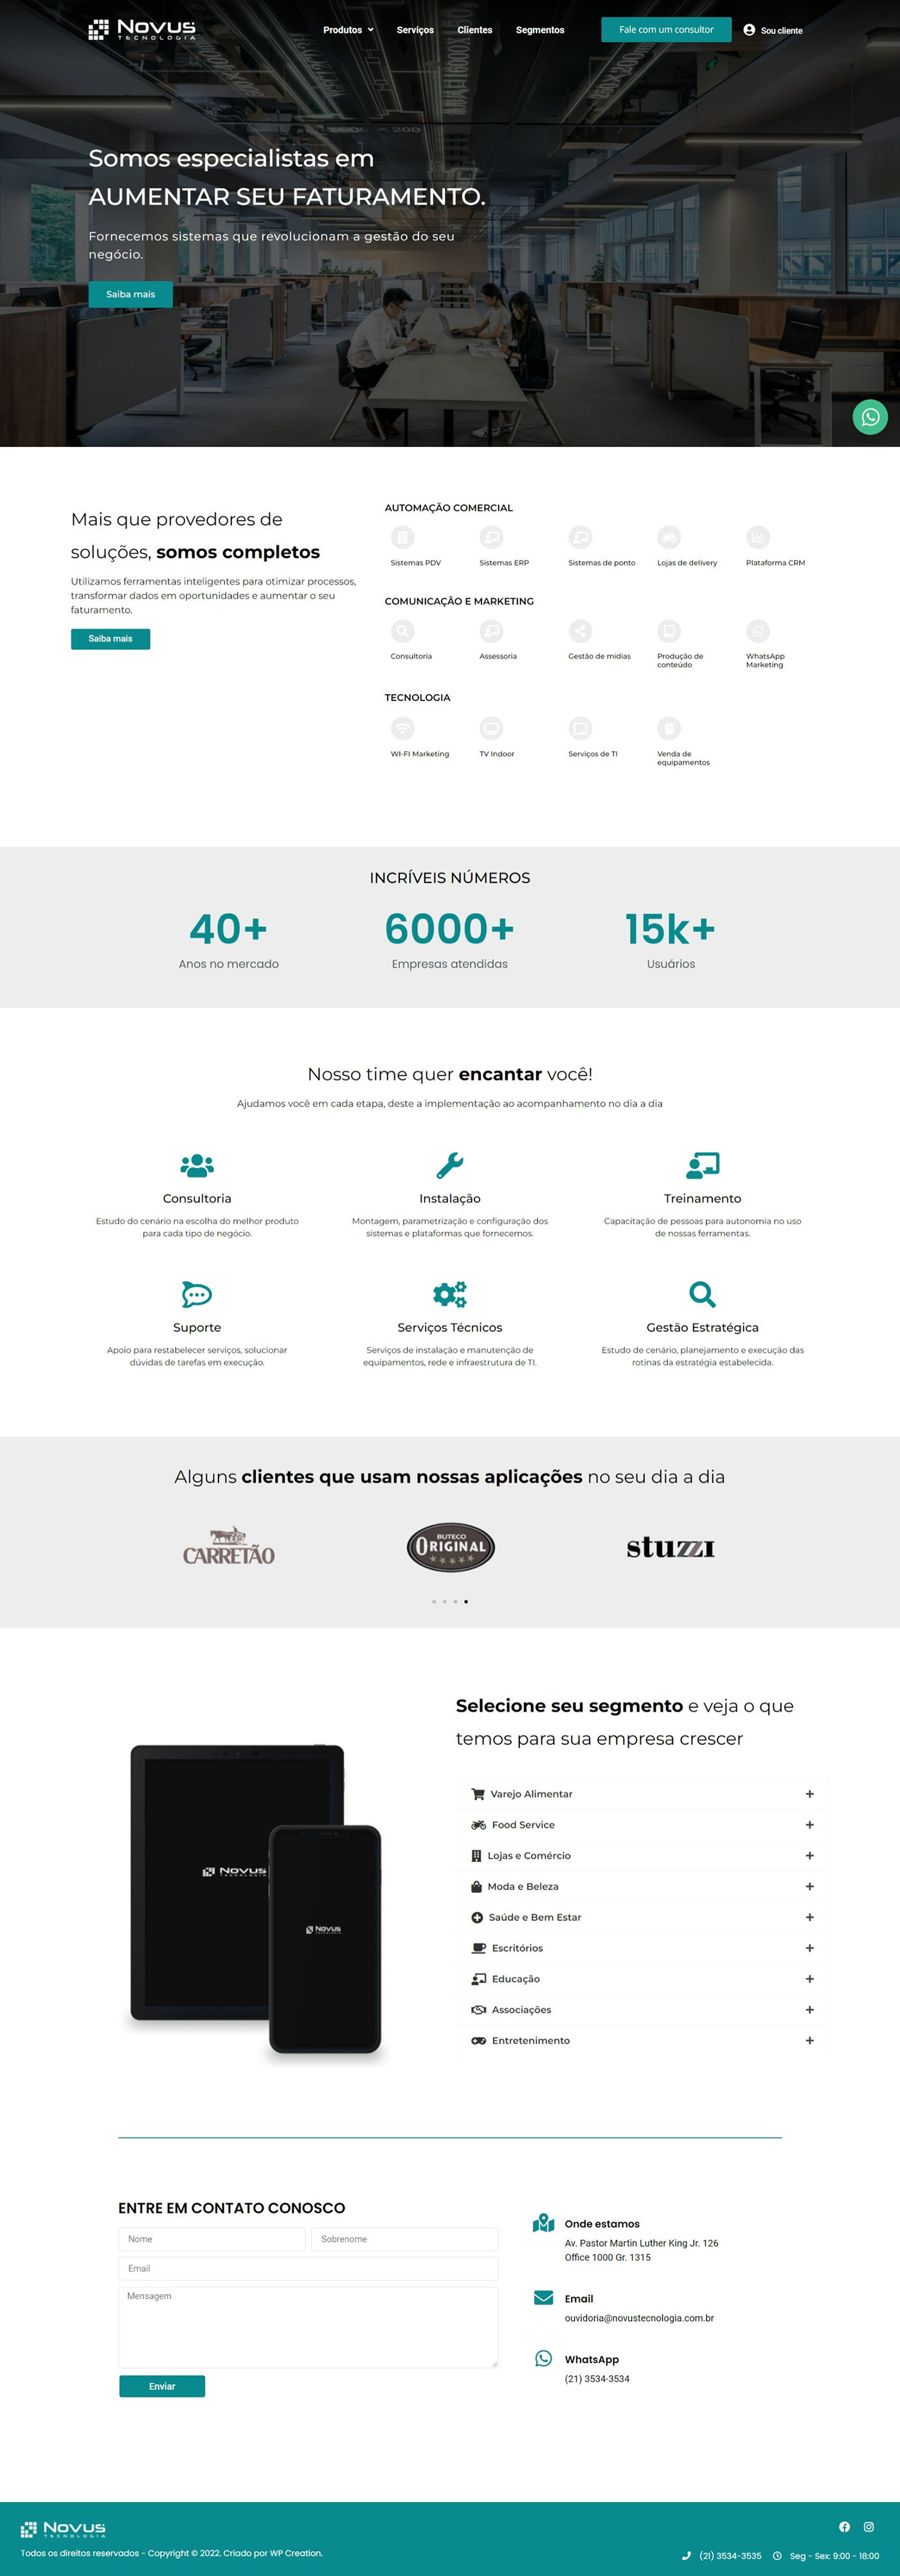 Novus
TECNOLOGIA
Produtos
Serviços
Clientes
Segmentos
Fale com um consultor
Sou cliente
Somos especialistas em
AUMENTAR SEU FATURAMENTO.
Fornecemos sistemas que revolucionam a gestão do seu
negócio.
Saiba mais
Mais que provedores de
soluções, somos completos
Utilizamos ferramentas inteligentes para otimizar processos,
transformar dados em oportunidades e aumentar o seu
faturamento.
Saiba mais
AUTOMAÇÃO COMERCIAL
Sistemas PDV
Sistemas ERP
Sistemas de ponto
Lojas de delivery
Plataforma CRM
COMUNICAÇÃO E MARKETING
Consultoria
Assessoria
Gestão de mídias
Produção de
conteúdo
WhatsApp
Marketing
TECNOLOGIA
WI-FI Marketing
TV Indoor
Serviços de TI
Venda de
equipamentos
INCRÍVEIS NÚMEROS
40+
Anos no mercado
6000+
Empresas atendidas
15k+
Usuários
Nosso time quer encantar você!
Ajudamos você em cada etapa, deste a implementação ao acompanhamento no dia a dia
Consultoria
Estudo do cenário na escolha do melhor produto
para cada tipo de negócio.
Instalação
Montagem, parametrização e configuração dos
sistemas e plataformas que fornecemos.
Treinamento
Capacitação de pessoas para autonomia no uso
de nossas ferramentas.
Suporte
Apoio para restabelecer serviços, solucionar
dúvidas de tarefas em execução.
Serviços Técnicos
Serviços de instalação e manutenção de
equipamentos, rede e infraestrutura de TI.
Gestão Estratégica
Estudo de cenário, planejamento e execução das
rotinas da estratégia estabelecida.
Alguns clientes que usam nossas aplicações no seu dia a dia
CARRETÃO
BUTECO
ORIGINAL
stuzzi
Selecione seu segmento e veja o que
temos para sua empresa crescer
Varejo Alimentar
Food Service
Lojas e Comércio
Moda e Beleza
Saúde e Bem Estar
Escritórios
Educação
Associações
Entretenimento
Novus
TECNOLOGIA
Novus
TECNOLOGIA
ENTRE EM CONTATO CONOSCO
Nome
Sobrenome
Email
Mensagem
Enviar
Onde estamos
Av. Pastor Martin Luther King Jr. 126
Office 1000 Gr. 1315
Email
ouvidoria@novustecnologia.com.br
WhatsApp
(21) 3534-3534
Novus
TECNOLOGIA
Todos os direitos reservados - Copyright © 2022. Criado por WP Creation.
(21) 3534-3535
Seg - Sex: 9:00 - 18:00